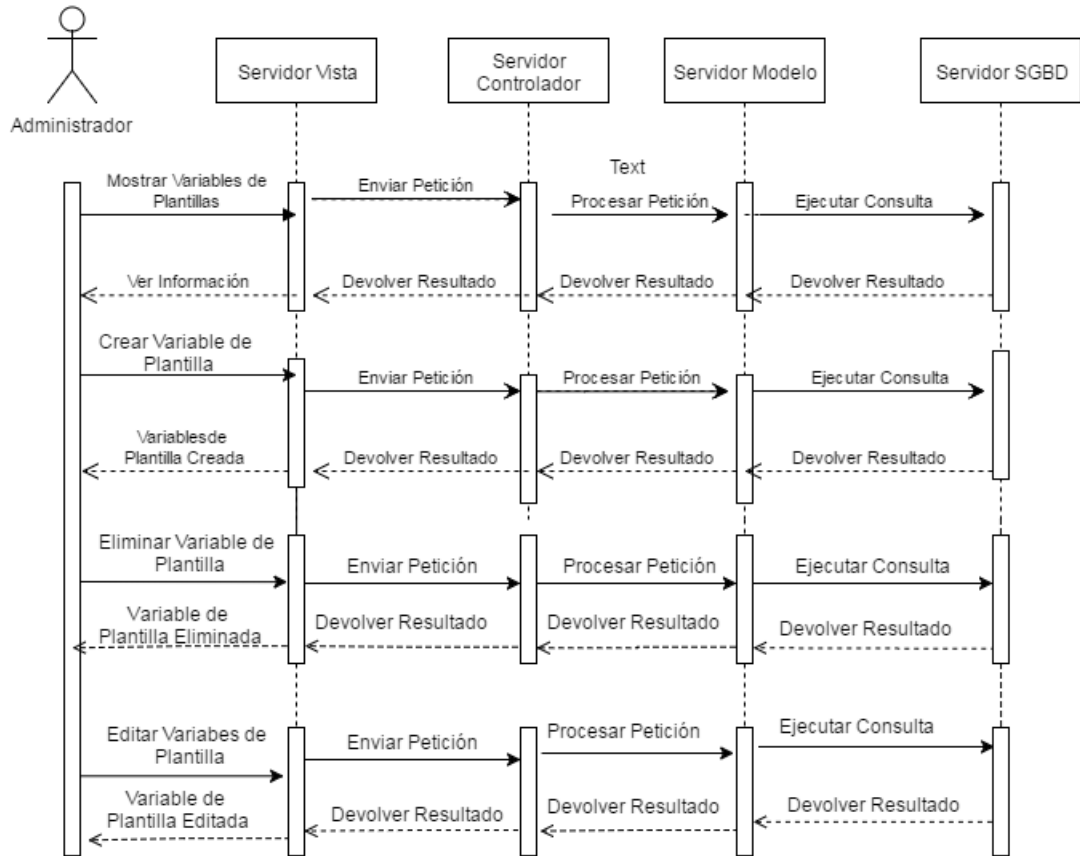 Administrador
Servidor Vista
Servidor
Controlador
Servidor Modelo
Servidor SGBD
Text
Mostrar Variables de
Plantillas
Enviar Petición
Procesar Petición
Ejecutar Consulta
Ver Información
Devolver Resultado
Devolver Resultado
Devolver Resultado
Crear Variable de
Plantilla
Enviar Petición
Procesar Petición
Ejecutar Consulta
Variablesde
Plantilla Creada
Devolver Resultado
Devolver Resultado
Devolver Resultado
Eliminar Variable de
Plantilla
Enviar Petición
Procesar Petición
Ejecutar Consulta
Variable de
Plantilla Eliminada
Devolver Resultado
Devolver Resultado
Devolver Resultado
Editar Variabes de
Plantilla
Enviar Petición
Procesar Petición
Ejecutar Consulta
Variable de
Plantilla Editada
Devolver Resultado
Devolver Resultado
Devolver Resultado